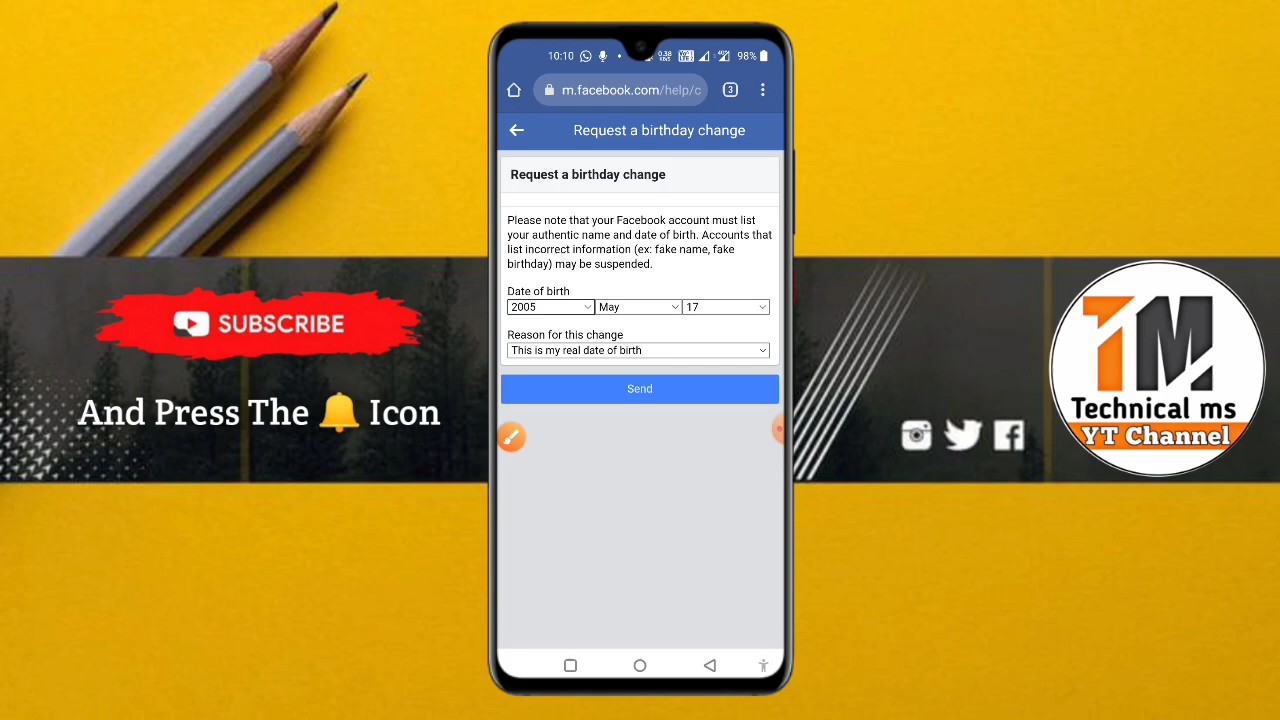 10:10
0.38
98%
m.facebook.com/help/c
3
Request a birthday change
Request a birthday change
Please note that your Facebook account must list
your authentic name and date of birth. Accounts that
list incorrect information (ex: fake name, fake
birthday) may be suspended.
Date of birth
2005 May 17
Reason for this change
This is my real date of birth
Send
SUBSCRIBE
And Press The 🔔 Icon
TM
Technical ms
YT Channel